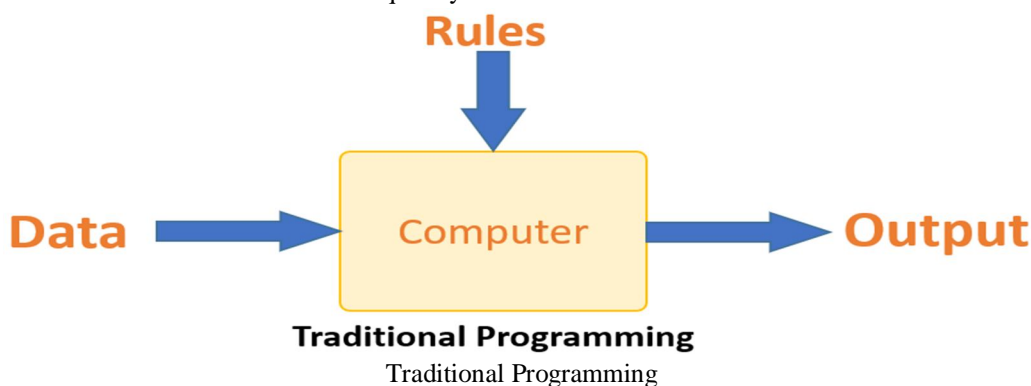 Rules
Data
Computer
Output
Traditional Programming
Traditional Programming